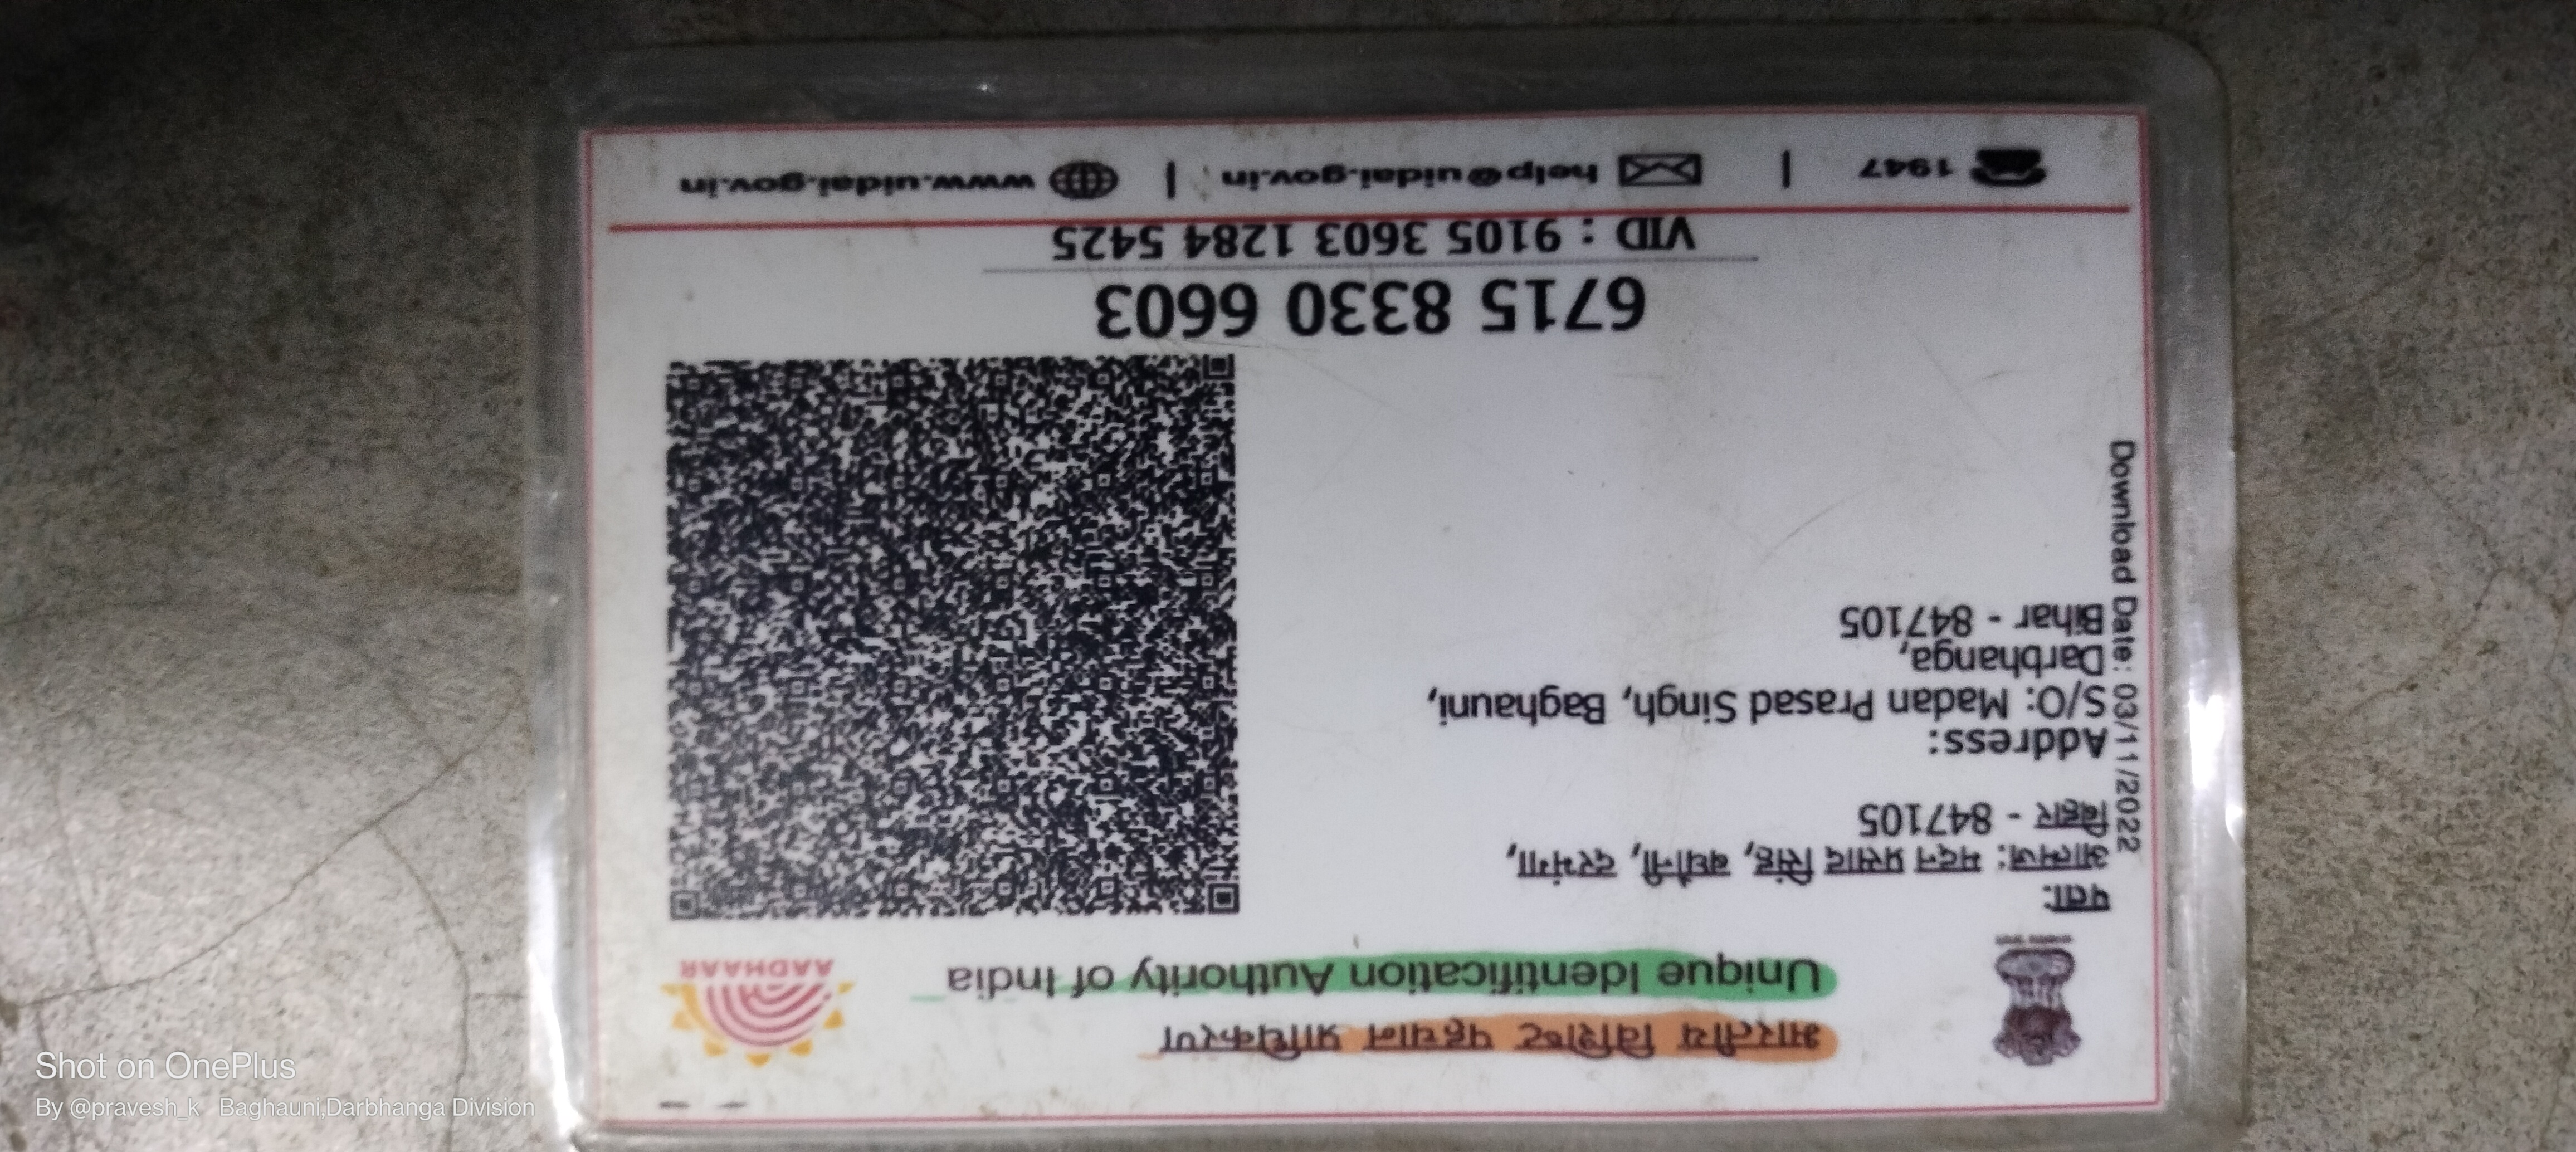 भारतीय विशिष्ट पहचान प्राधिकरण
Unique Identification Authority of India
AADHAAR
पता:
आत्मज: मदन प्रसाद सिंह, बघौनी, दरभंगा,
बिहार - 847105
Address:
S/O: Madan Prasad Singh, Baghauni,
Darbhanga,
Bihar - 847105
Download Date: 03/11/2022
6715 8330 6603
VID : 9105 3603 1284 5425
1947 | help@uidai.gov.in | www.uidai.gov.in
Shot on OnePlus
By @pravesh_k Baghauni,Darbhanga Division